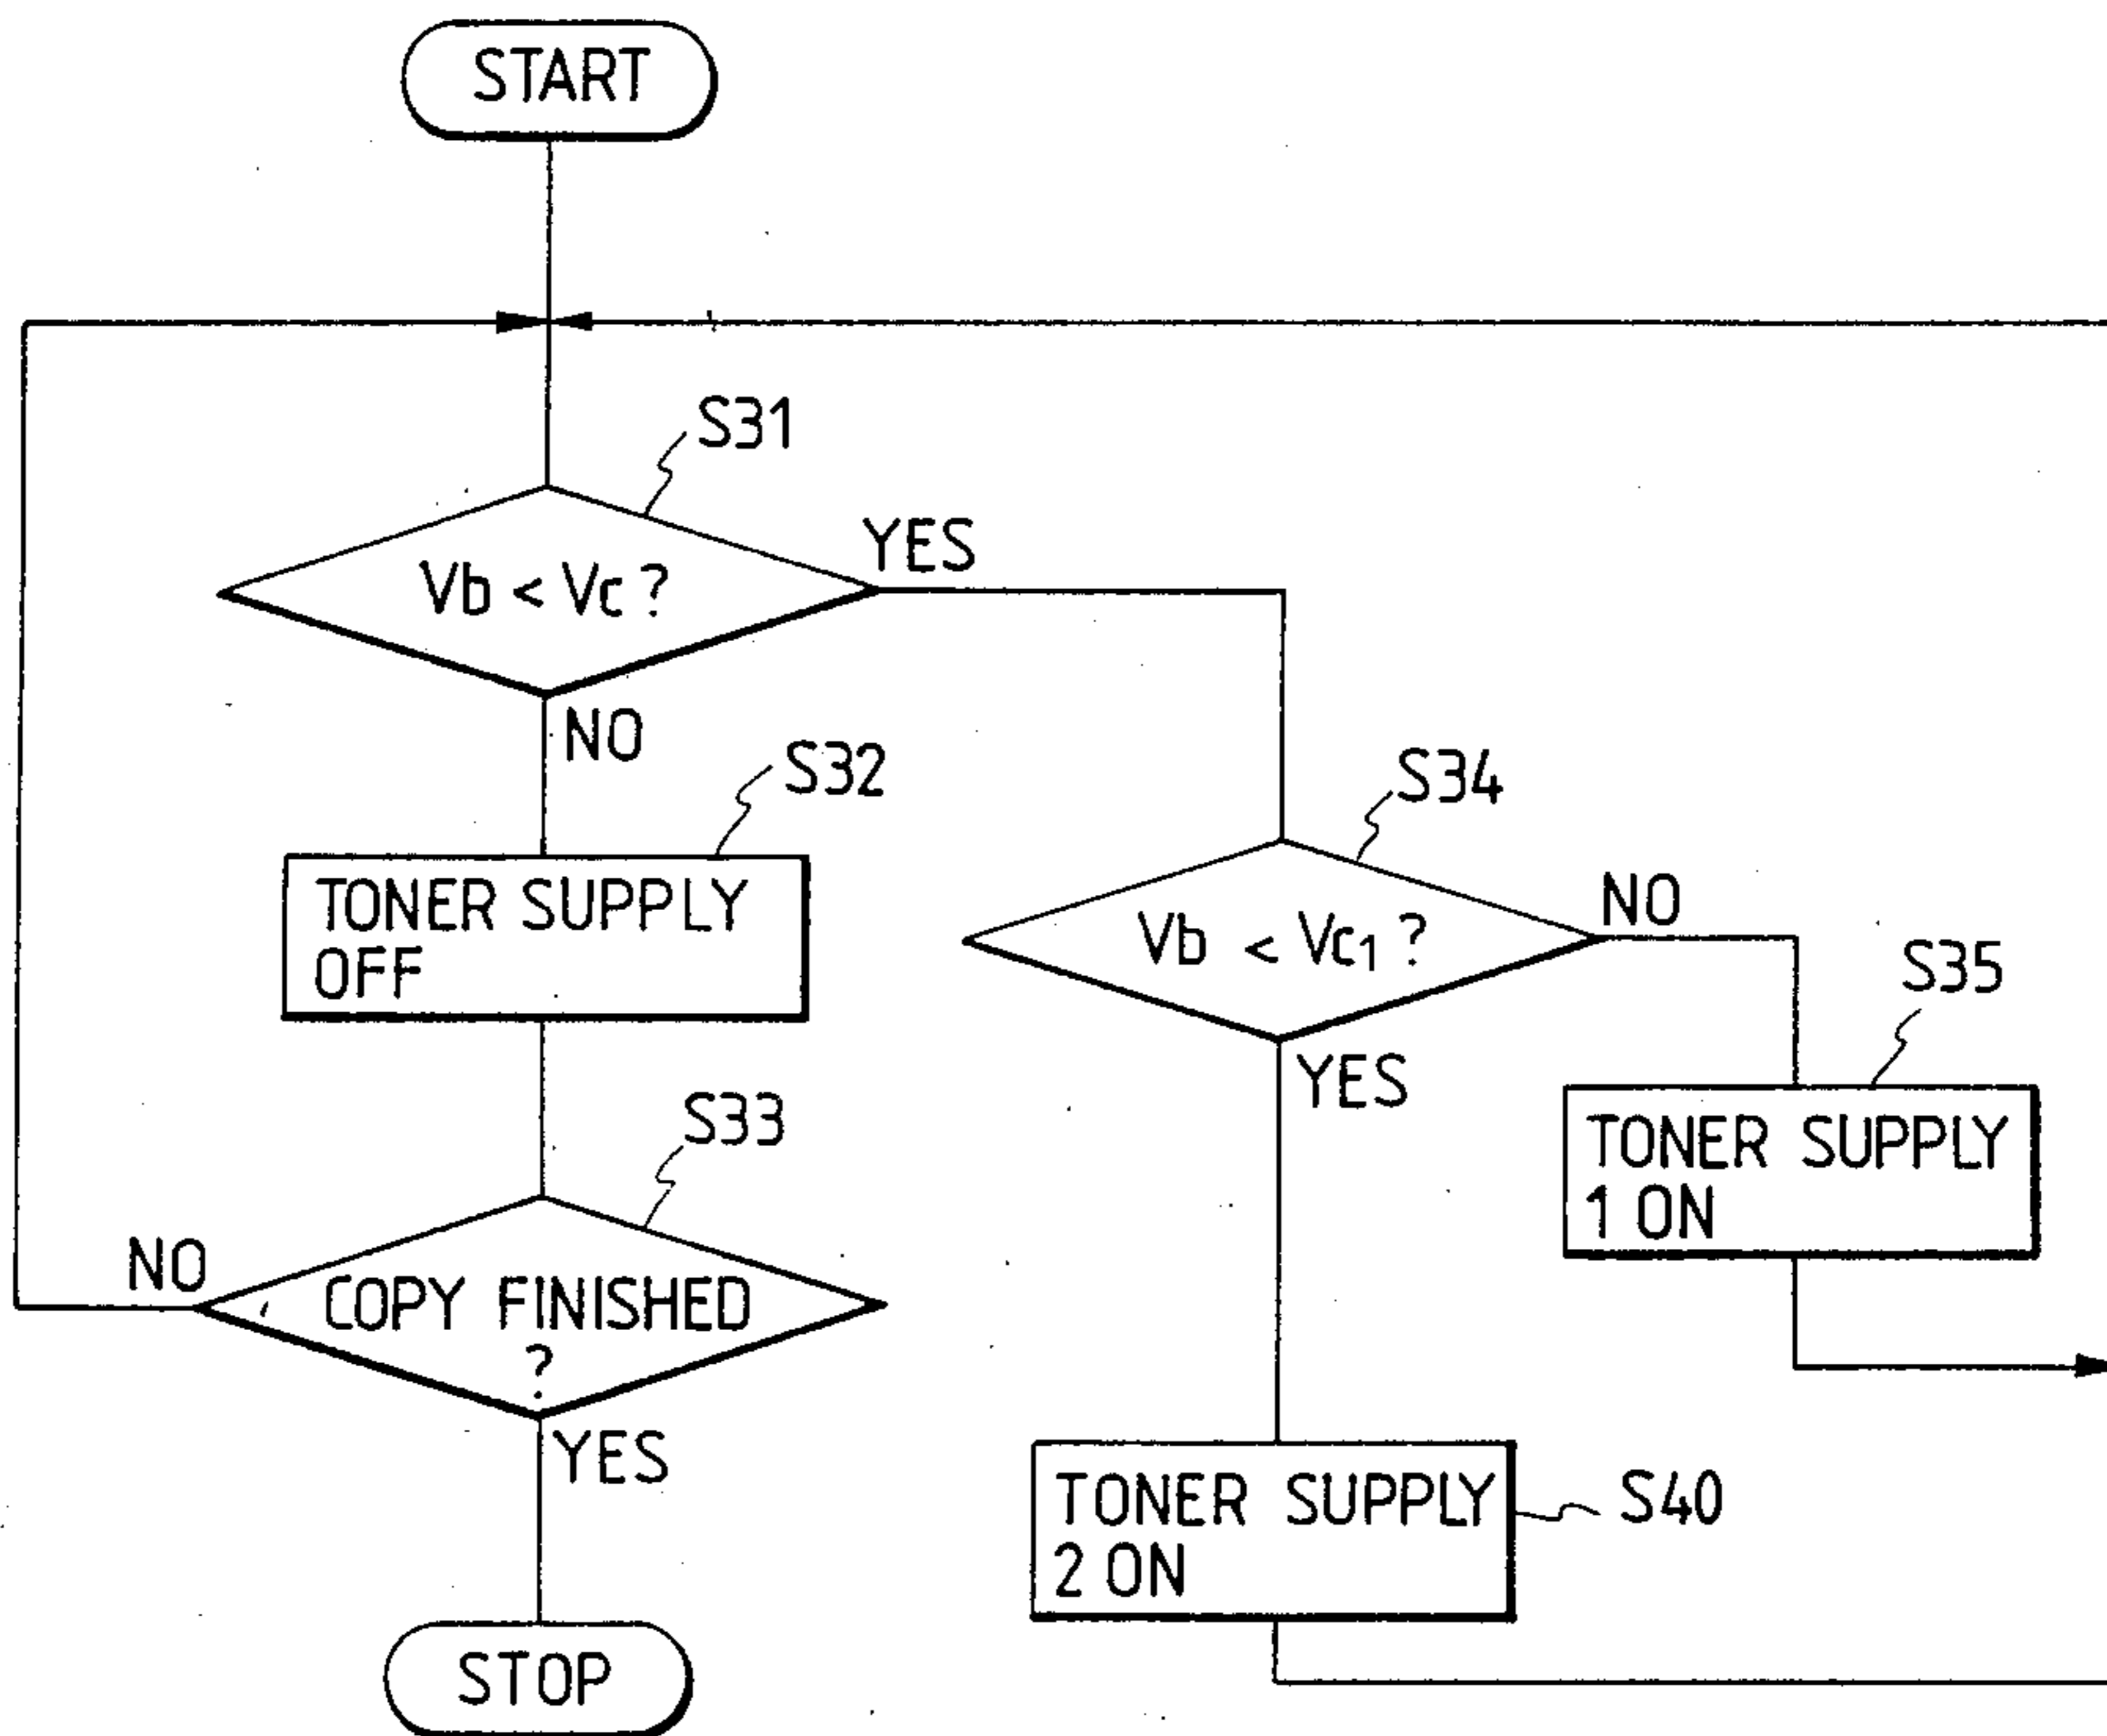 START
S31
Vb < Vc ?
YES
NO
S32
TONER SUPPLY
OFF
S33
NO
COPY FINISHED
?
YES
STOP
S34
Vb < Vc₁ ?
NO
YES
S35
TONER SUPPLY
1 ON
TONER SUPPLY
2 ON
S40